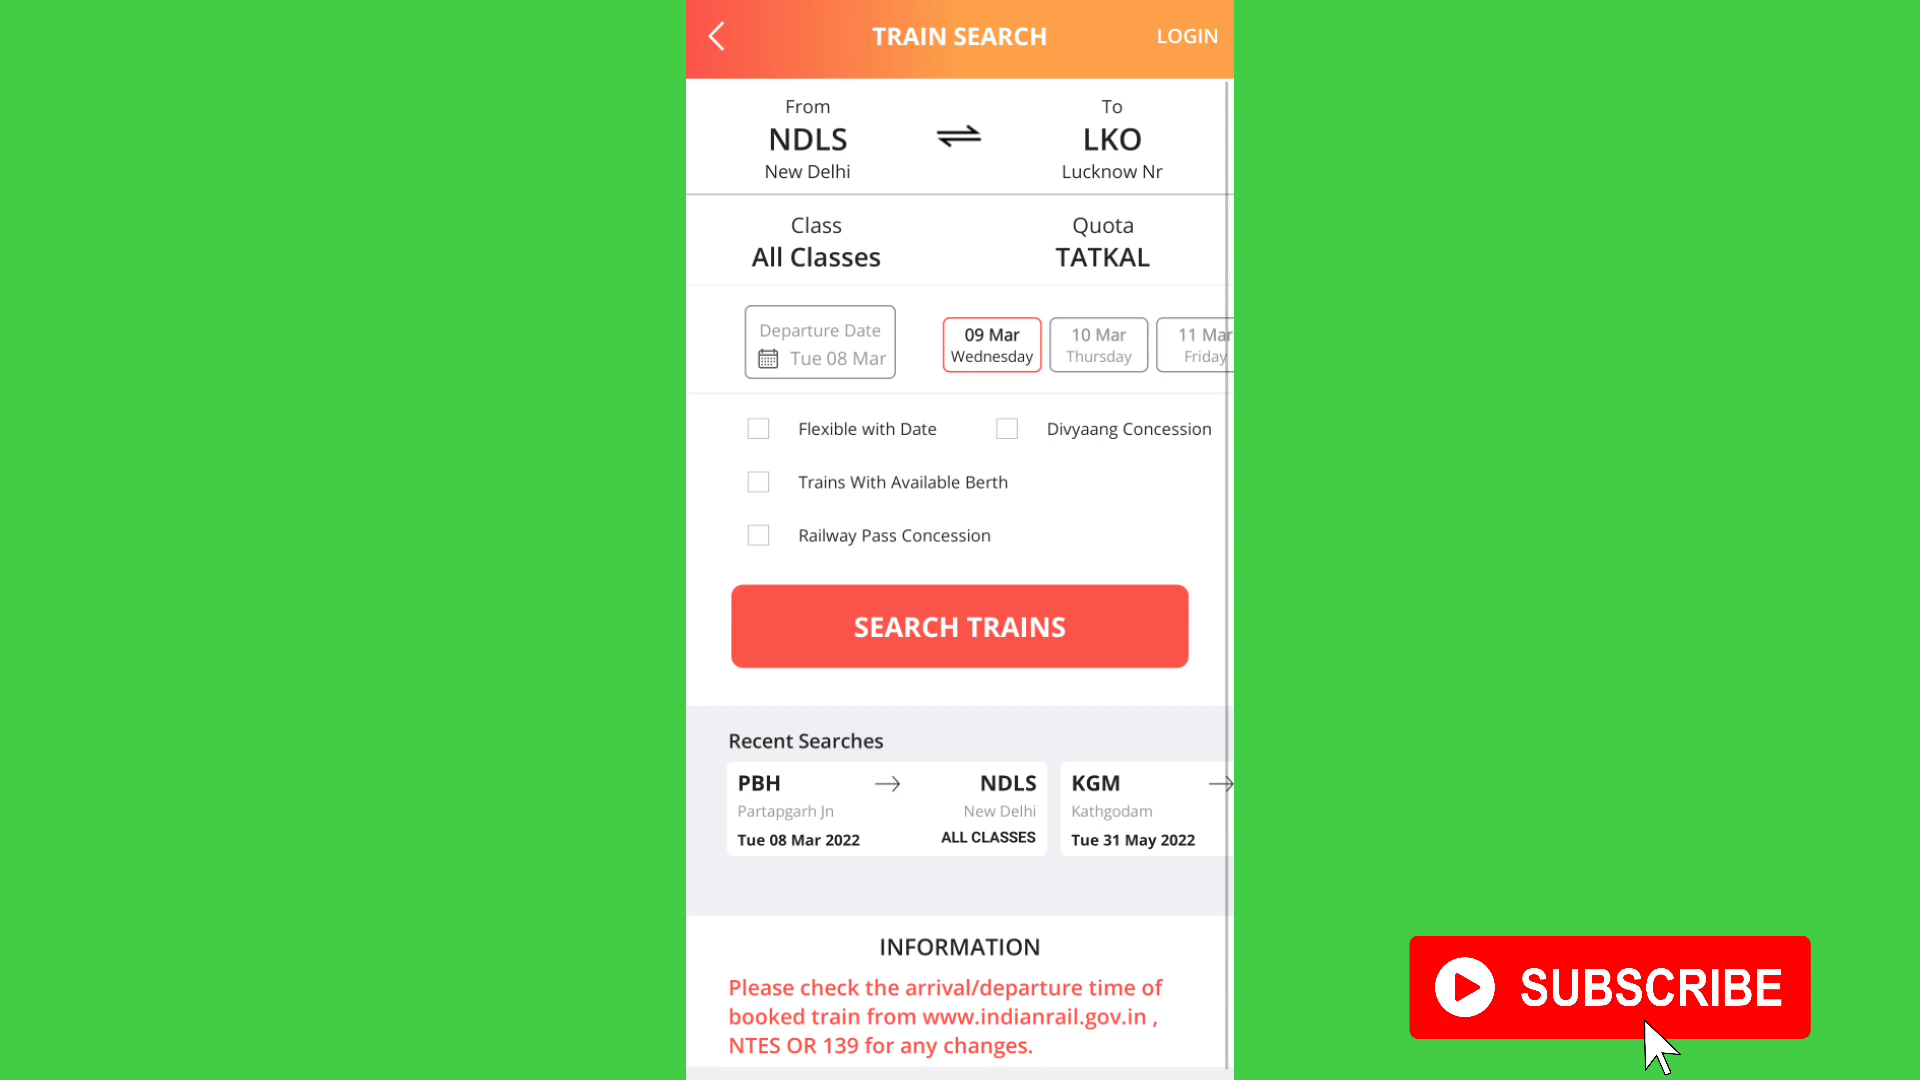 TRAIN SEARCH LOGIN
From To
NDLS LKO
New Delhi Lucknow Nr
Class Quota
All Classes TATKAL
Departure Date
Tue 08 Mar
09 Mar 10 Mar 11 Mar
Wednesday Thursday Friday
Flexible with Date Divyaang Concession
Trains With Available Berth
Railway Pass Concession
SEARCH TRAINS
Recent Searches
PBH NDLS KGM
Partapgarh Jn New Delhi Kathgodam
Tue 08 Mar 2022 ALL CLASSES Tue 31 May 2022
INFORMATION
Please check the arrival/departure time of
booked train from www.indianrail.gov.in ,
NTES OR 139 for any changes.
SUBSCRIBE